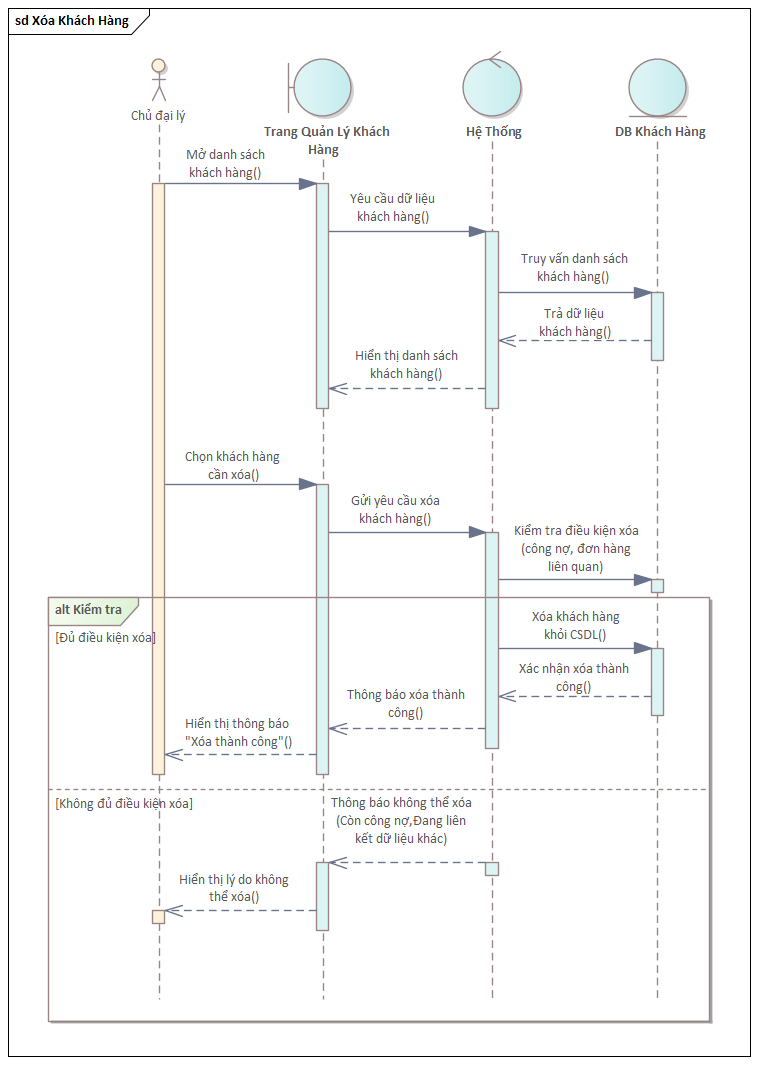 sd Xóa Khách Hàng
Chủ đại lý
Trang Quản Lý Khách
Hàng
Hệ Thống
DB Khách Hàng
Mở danh sách
khách hàng()
Yêu cầu dữ liệu
khách hàng()
Truy vấn danh sách
khách hàng()
Trả dữ liệu
khách hàng()
Hiển thị danh sách
khách hàng()
Chọn khách hàng
cần xóa()
Gửi yêu cầu xóa
khách hàng()
Kiểm tra điều kiện xóa
(công nợ, đơn hàng
liên quan)
alt Kiểm tra
[Đủ điều kiện xóa]
Xóa khách hàng
khỏi CSDL()
Xác nhận xóa thành
công()
Thông báo xóa thành
công()
Hiển thị thông báo
"Xóa thành công"()
[Không đủ điều kiện xóa]
Thông báo không thể xóa
(Còn công nợ,Đang liên
kết dữ liệu khác)
Hiển thị lý do không
thể xóa()